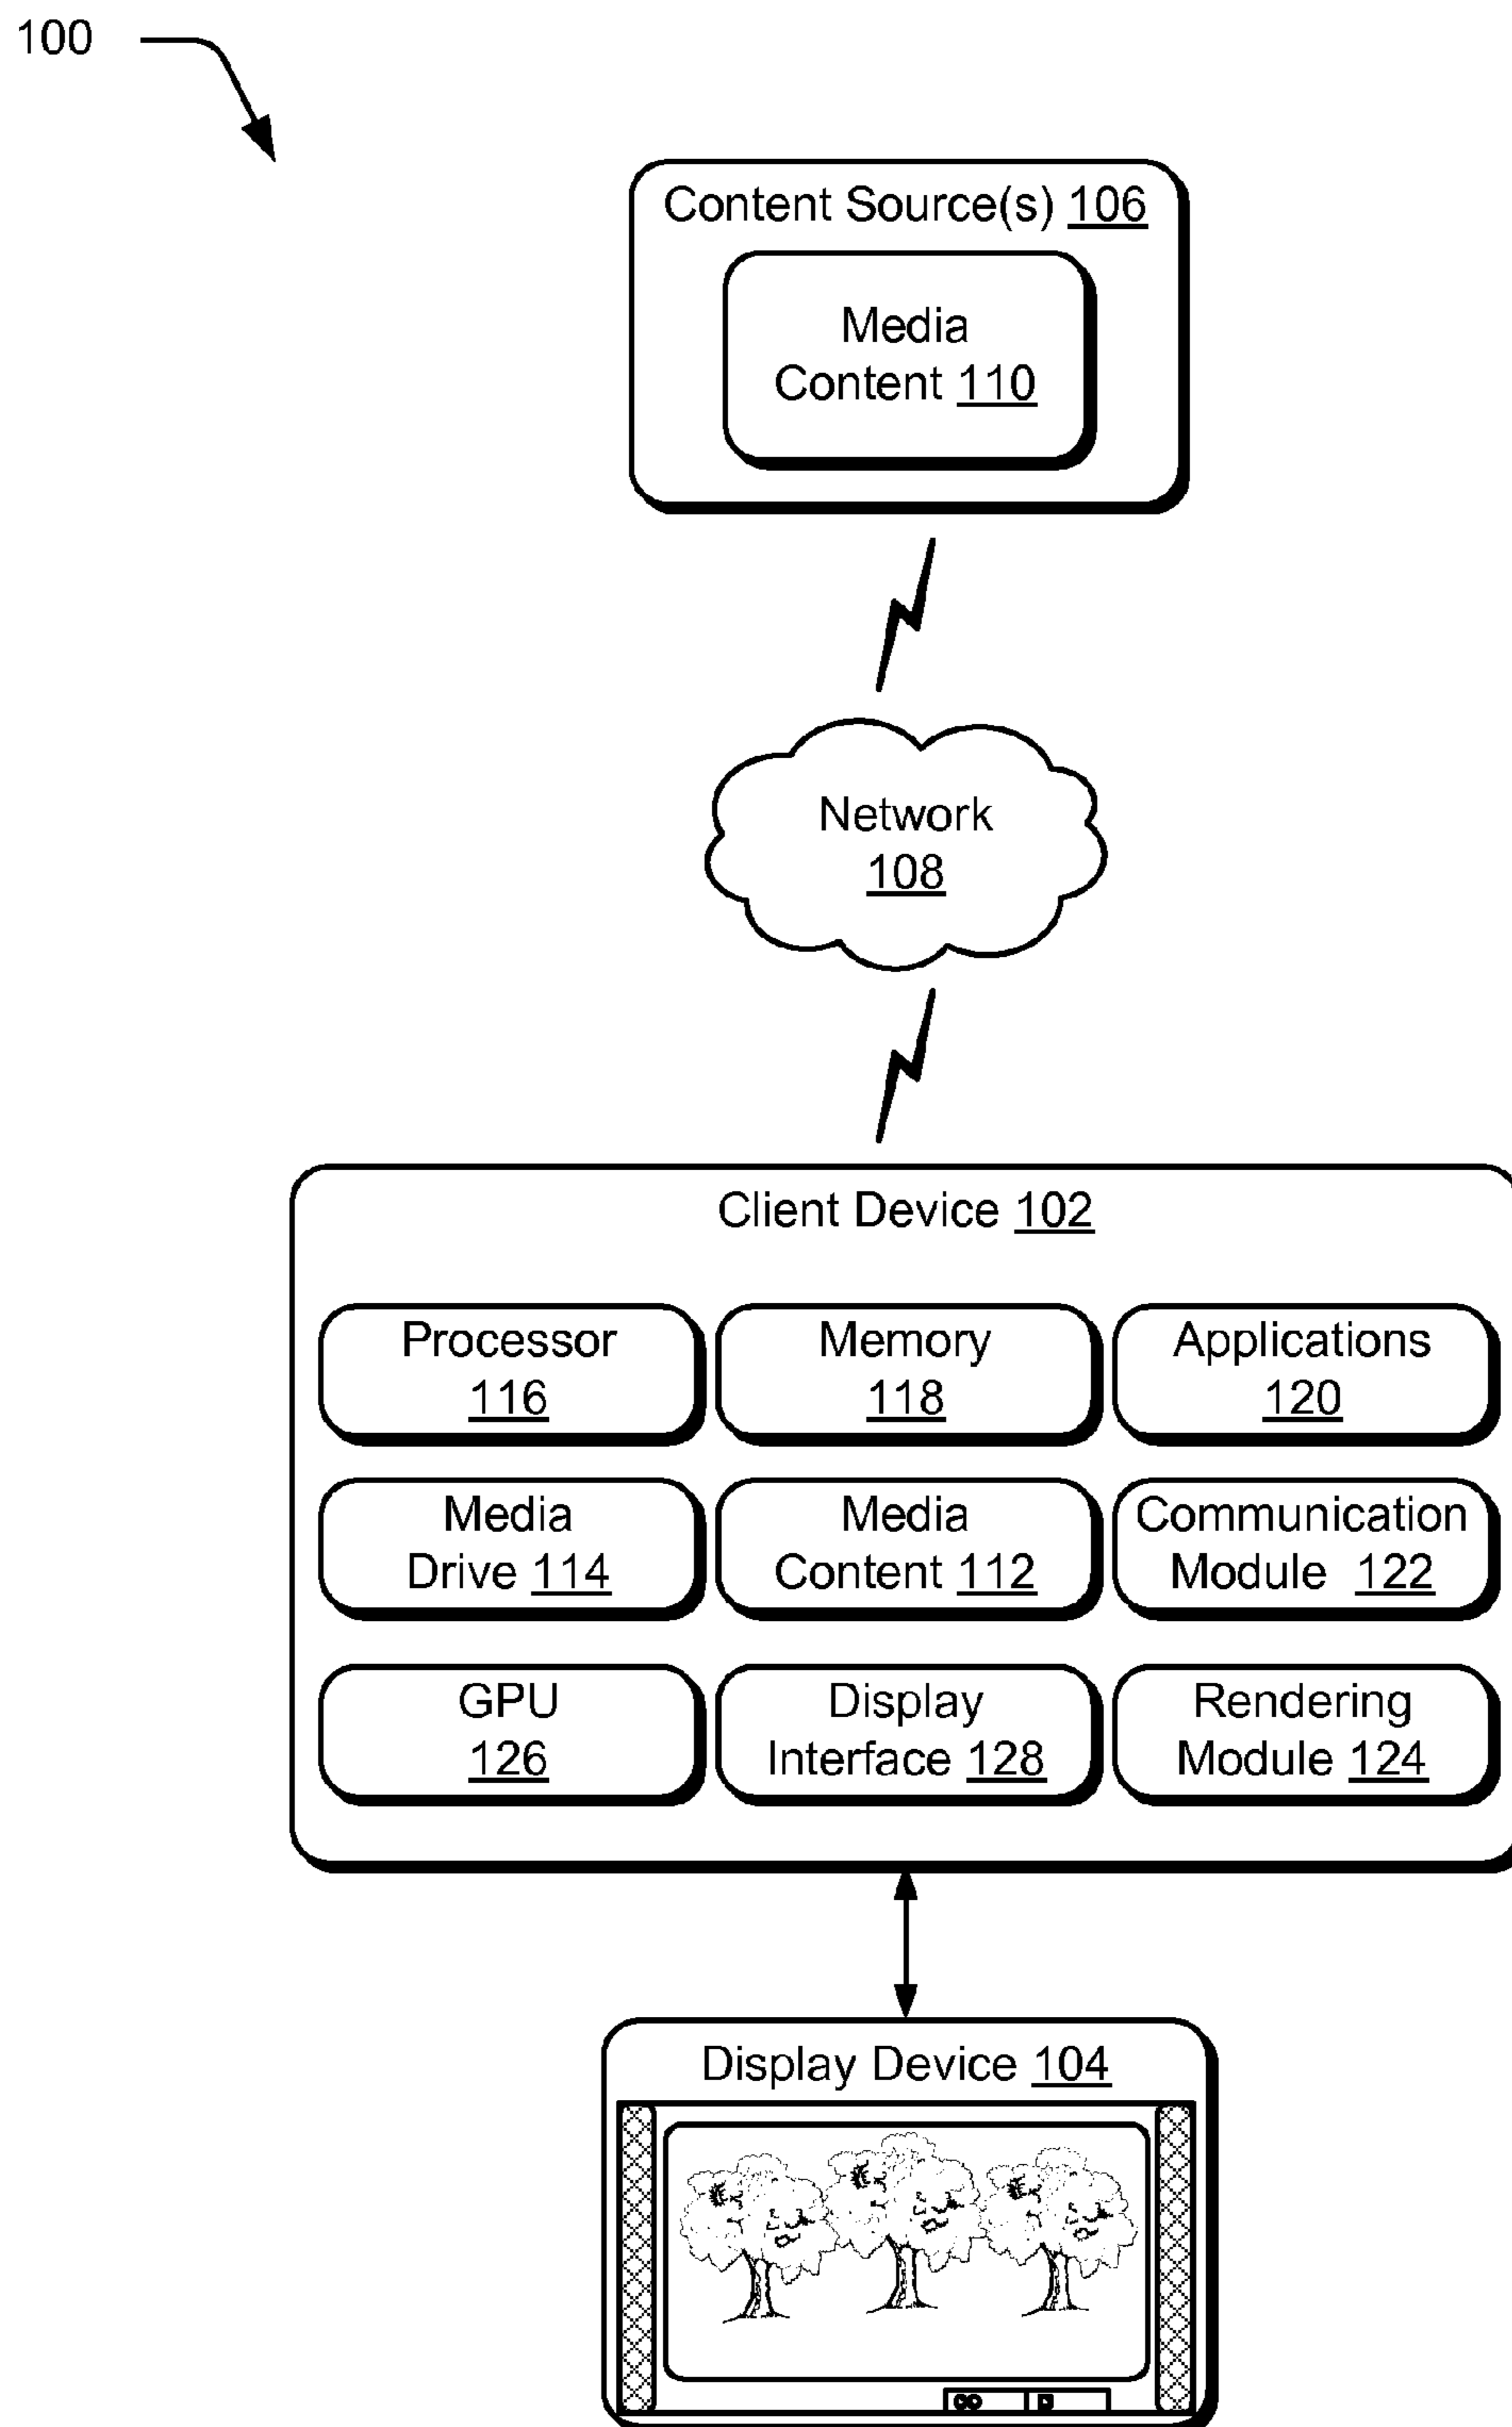 100
Content Source(s) 106
Media
Content 110
Network
108
Client Device 102
Processor
116
Memory
118
Applications
120
Media
Drive 114
Media
Content 112
Communication
Module 122
GPU
126
Display
Interface 128
Rendering
Module 124
Display Device 104